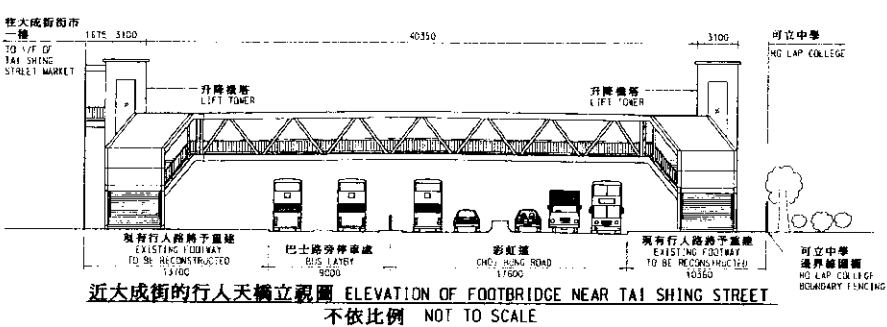 往大成街街市
一樓
TO 1/F OF
TAI SHING
STREET MARKET
1675 3100
40350
3100
可立中學
HO LAP COLLEGE
升降機塔
LIFT TOWER
升降機塔
LIFT TOWER
現有行人路將予重建
EXISTING FOOTWAY
TO BE RECONSTRUCTED
13700
巴士路旁停車處
BUS LAYBY
9000
彩虹道
CHOI HUNG ROAD
17600
現有行人路將予重建
EXISTING FOOTWAY
TO BE RECONSTRUCTED
10350
可立中學
邊界線圍欄
HO LAP COLLEGE
BOUNDARY FENCING
近大成街的行人天橋立視圖 ELEVATION OF FOOTBRIDGE NEAR TAI SHING STREET
不依比例 NOT TO SCALE